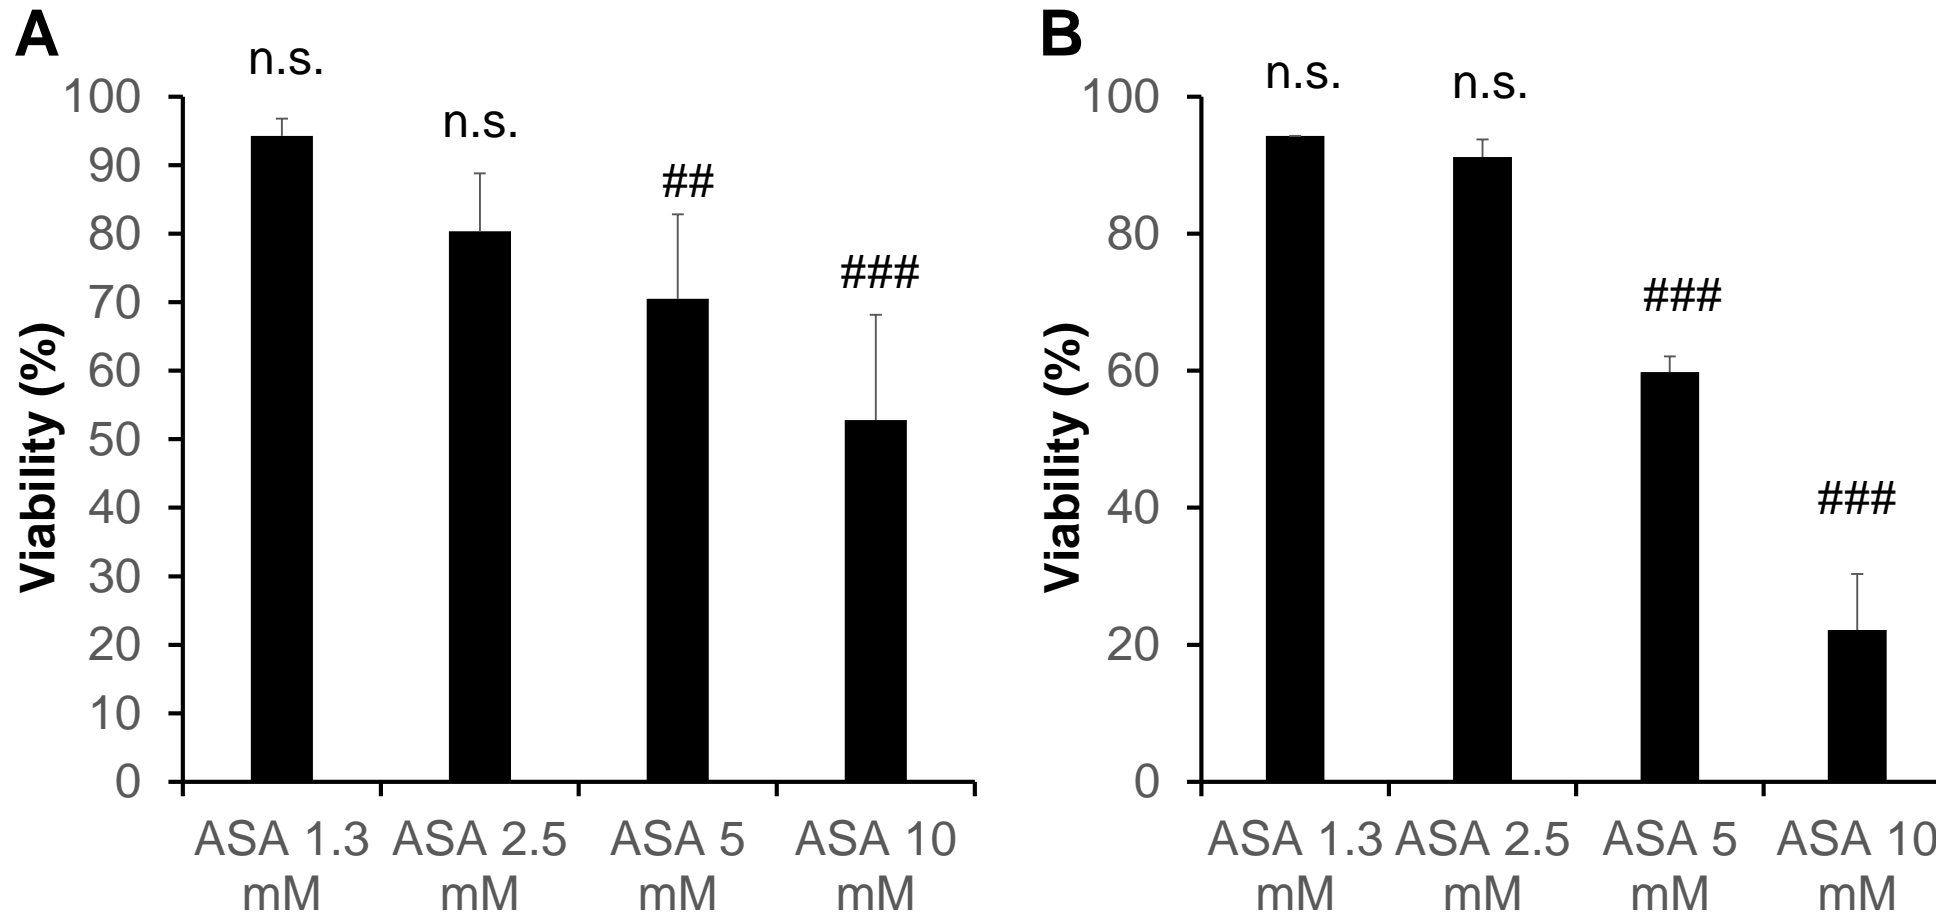 A
n.s.
n.s.
##
###
100
90
80
70
60
50
40
30
20
10
0
Viability (%)
ASA 1.3 mM
ASA 2.5 mM
ASA 5 mM
ASA 10 mM
B
n.s.
n.s.
###
###
100
80
60
40
20
0
Viability (%)
ASA 1.3 mM
ASA 2.5 mM
ASA 5 mM
ASA 10 mM